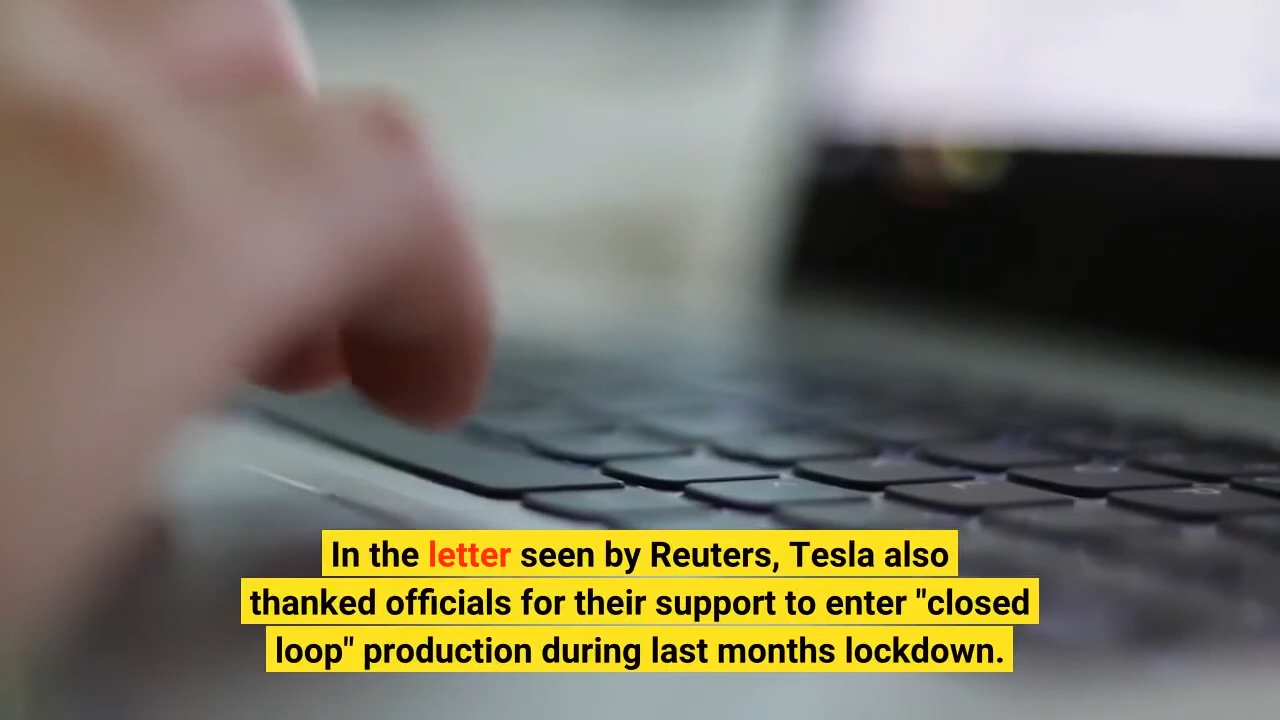 In the letter seen by Reuters, Tesla also
thanked officials for their support to enter "closed
loop" production during last months lockdown.